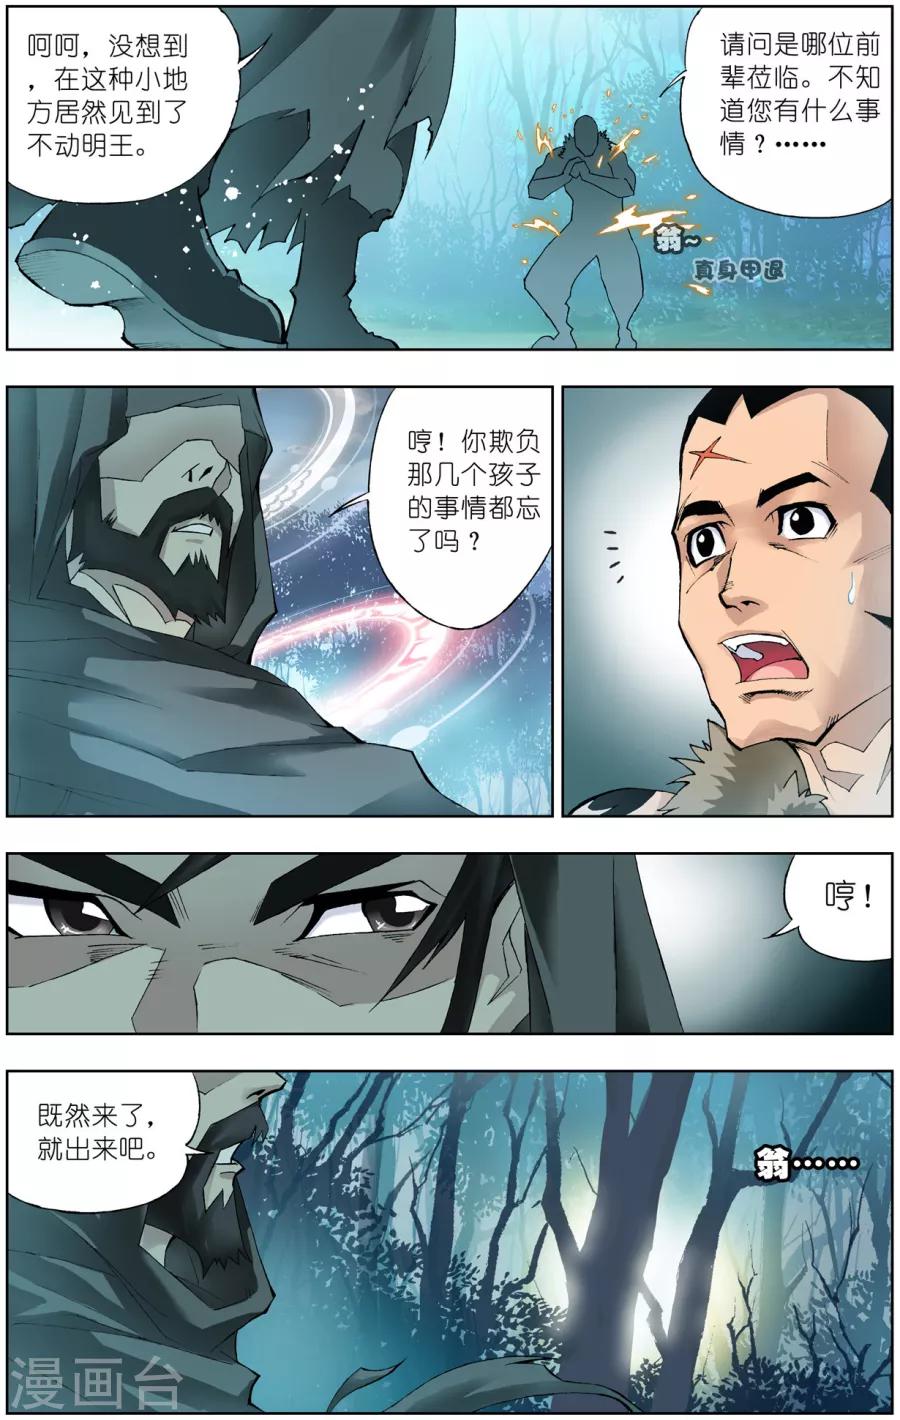 呵呵，没想到
，在这种小地
方居然见到了
不动明王。
请问是哪位前
辈莅临。不知
道您有什么事
情？……
翁~
真身甲退
哼！你欺负
那几个孩子
的事情都忘
了吗？
哼！
既然来了，
就出来吧。
翁……
漫画台